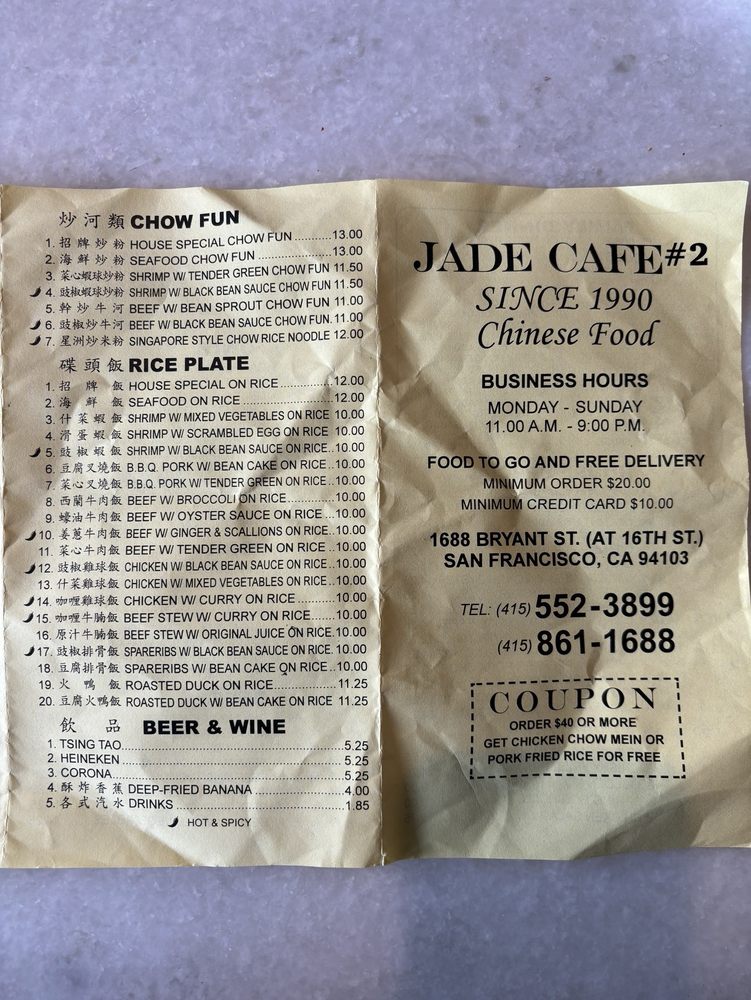 炒河類 CHOW FUN
1. 招牌炒粉 HOUSE SPECIAL CHOW FUN ...........13.00
2. 海鮮炒粉 SEAFOOD CHOW FUN ...................13.00
3. 菜心蝦球炒粉 SHRIMP W/ TENDER GREEN CHOW FUN 11.50
4. 豉椒蝦球炒粉 SHRIMP W/ BLACK BEAN SAUCE CHOW FUN 11.50
5. 幹炒牛河 BEEF W/ BEAN SPROUT CHOW FUN 11.00
6. 豉椒炒牛河 BEEF W/ BLACK BEAN SAUCE CHOW FUN. 11.00
7. 星洲炒米粉 SINGAPORE STYLE CHOW RICE NOODLE 12.00
碟頭飯 RICE PLATE
1. 招牌飯 HOUSE SPECIAL ON RICE..............12.00
2. 海鮮飯 SEAFOOD ON RICE......................12.00
3. 什菜蝦飯 SHRIMP W/ MIXED VEGETABLES ON RICE 10.00
4. 滑蛋蝦飯 SHRIMP W/ SCRAMBLED EGG ON RICE.. 10.00
5. 豉椒蝦飯 SHRIMP W/ BLACK BEAN SAUCE ON RICE..10.00
6. 豆腐叉燒飯 B.B.Q. PORK W/ BEAN CAKE ON RICE...10.00
7. 菜心叉燒飯 B.B.Q. PORK W/ TENDER GREEN ON RICE.10.00
8. 西蘭牛肉飯 BEEF W/ BROCCOLI ON RICE...........10.00
9. 蠔油牛肉飯 BEEF W/ OYSTER SAUCE ON RICE ...10.00
10. 姜蔥牛肉飯 BEEF W/ GINGER & SCALLIONS ON RICE..10.00
11. 菜心牛肉飯 BEEF W/ TENDER GREEN ON RICE..10.00
12. 豉椒雞球飯 CHICKEN W/ BLACK BEAN SAUCE ON RICE..10.00
13. 什菜雞球飯 CHICKEN W/ MIXED VEGETABLES ON RICE..10.00
14. 咖喱雞球飯 CHICKEN W/ CURRY ON RICE...........10.00
15. 咖喱牛腩飯 BEEF STEW W/ CURRY ON RICE.......10.00
16. 原汁牛腩飯 BEEF STEW W/ ORIGINAL JUICE ON RICE.10.00
17. 豉椒排骨飯 SPARERIBS W/ BLACK BEAN SAUCE ON RICE..10.00
18. 豆腐排骨飯 SPARERIBS W/ BEAN CAKE ON RICE..10.00
19. 火鴨飯 ROASTED DUCK ON RICE................11.25
20. 豆腐火鴨飯 ROASTED DUCK W/ BEAN CAKE ON RICE 11.25
飲品 BEER & WINE
1. TSING TAO.................................................5.25
2. HEINEKEN..................................................5.25
3. CORONA....................................................5.25
4. 酥炸香蕉 DEEP-FRIED BANANA .....................4.00
5. 各式汽水 DRINKS......................................1.85
HOT & SPICY
JADE CAFE #2
SINCE 1990
Chinese Food
BUSINESS HOURS
MONDAY - SUNDAY
11.00 A.M. - 9:00 P.M.
FOOD TO GO AND FREE DELIVERY
MINIMUM ORDER $20.00
MINIMUM CREDIT CARD $10.00
1688 BRYANT ST. (AT 16TH ST.)
SAN FRANCISCO, CA 94103
TEL: (415) 552-3899
(415) 861-1688
COUPON
ORDER $40 OR MORE
GET CHICKEN CHOW MEIN OR
PORK FRIED RICE FOR FREE